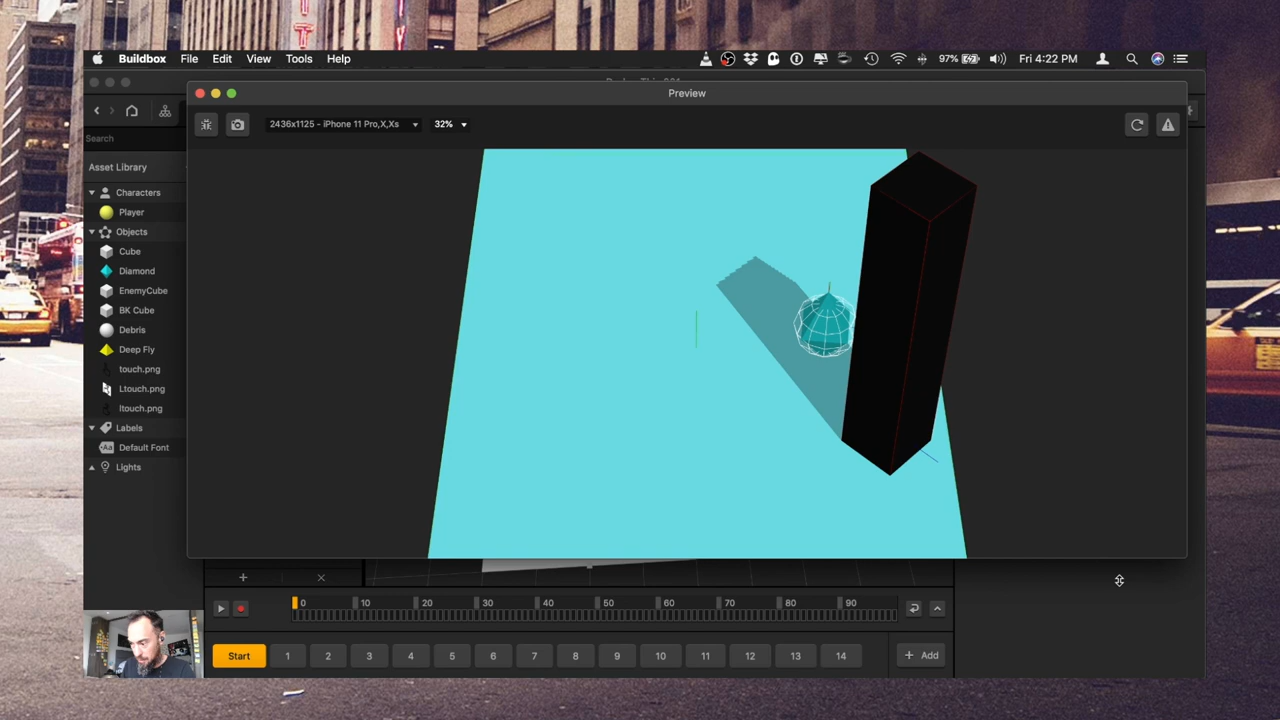 Buildbox File Edit View Tools Help 97% Fri 4:22 PM
Preview
2436x1125 - iPhone 11 Pro,X,Xs 32%
Search
Asset Library
Characters
Player
Objects
Cube
Diamond
EnemyCube
BK Cube
Debris
Deep Fly
touch.png
Ltouch.png
ltouch.png
Labels
Aa Default Font
Lights
0 10 20 30 40 50 60 70 80 90
Start 1 2 3 4 5 6 7 8 9 10 11 12 13 14 + Add